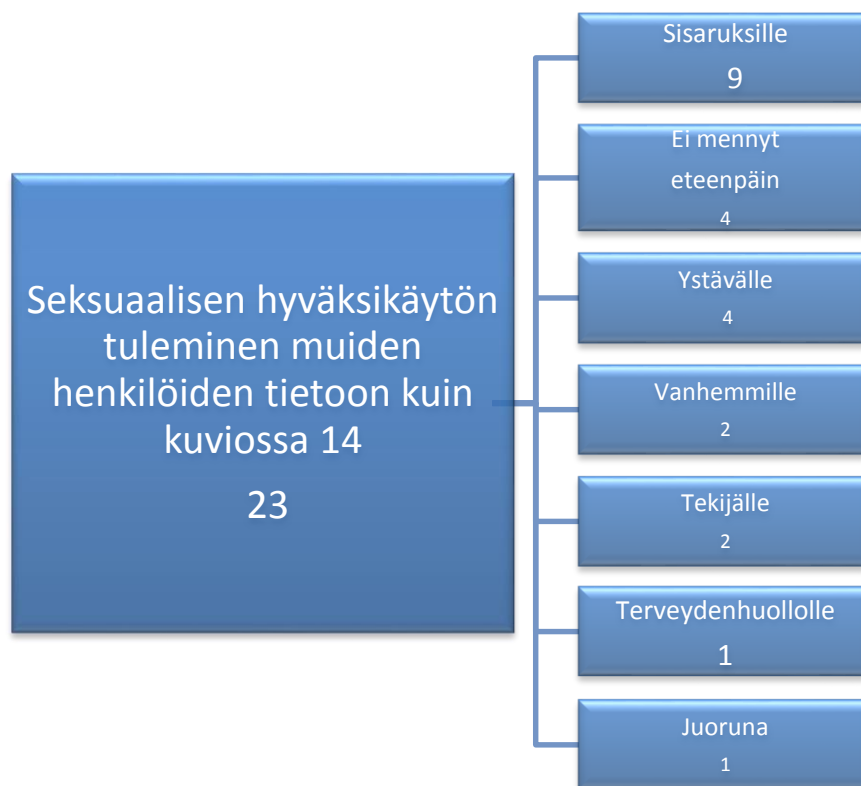 Seksuaalisen hyväksikäytön
tuleminen muiden
henkilöiden tietoon kuin
kuviossa 14
23
Sisaruksille
9
Ei mennyt
eteenpäin
4
Ystävälle
4
Vanhemmille
2
Tekijälle
2
Terveydenhuollolle
1
Juoruna
1